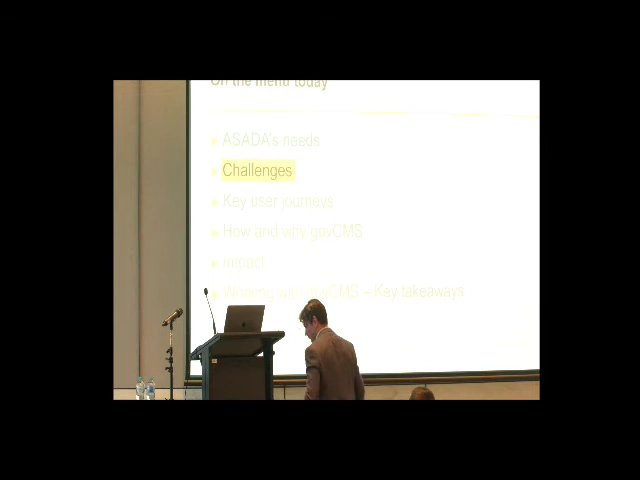 On the menu today
ASADA's needs
Challenges
Key user journeys
How and why govCMS
Impact
Working with govCMS – Key takeaways